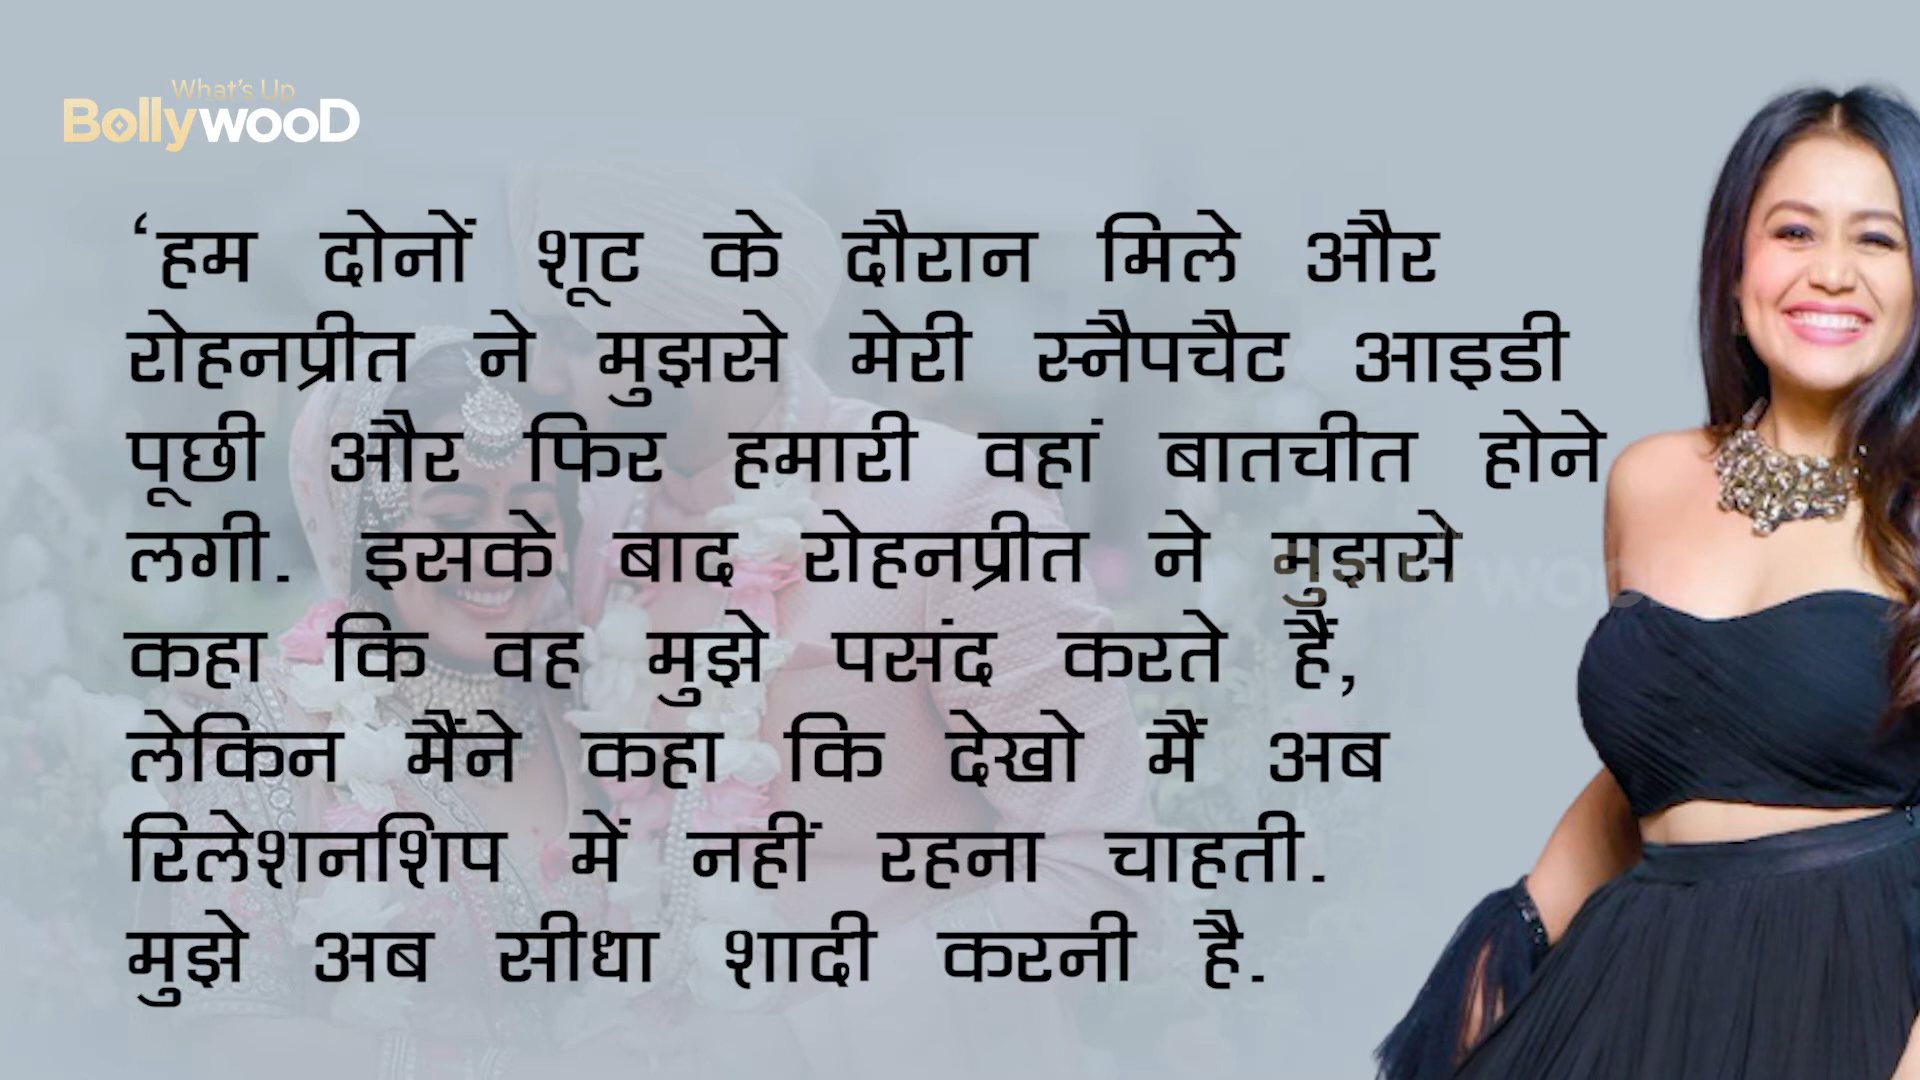 What's Up
BollywooD
‘हम दोनों शूट के दौरान मिले और
रोहनप्रीत ने मुझसे मेरी स्नैपचैट आइडी
पूछी और फिर हमारी वहां बातचीत होने
लगी. इसके बाद रोहनप्रीत ने मुझसे
कहा कि वह मुझे पसंद करते हैं,
लेकिन मैंने कहा कि देखो मैं अब
रिलेशनशिप में नहीं रहना चाहती.
मुझे अब सीधा शादी करनी है.